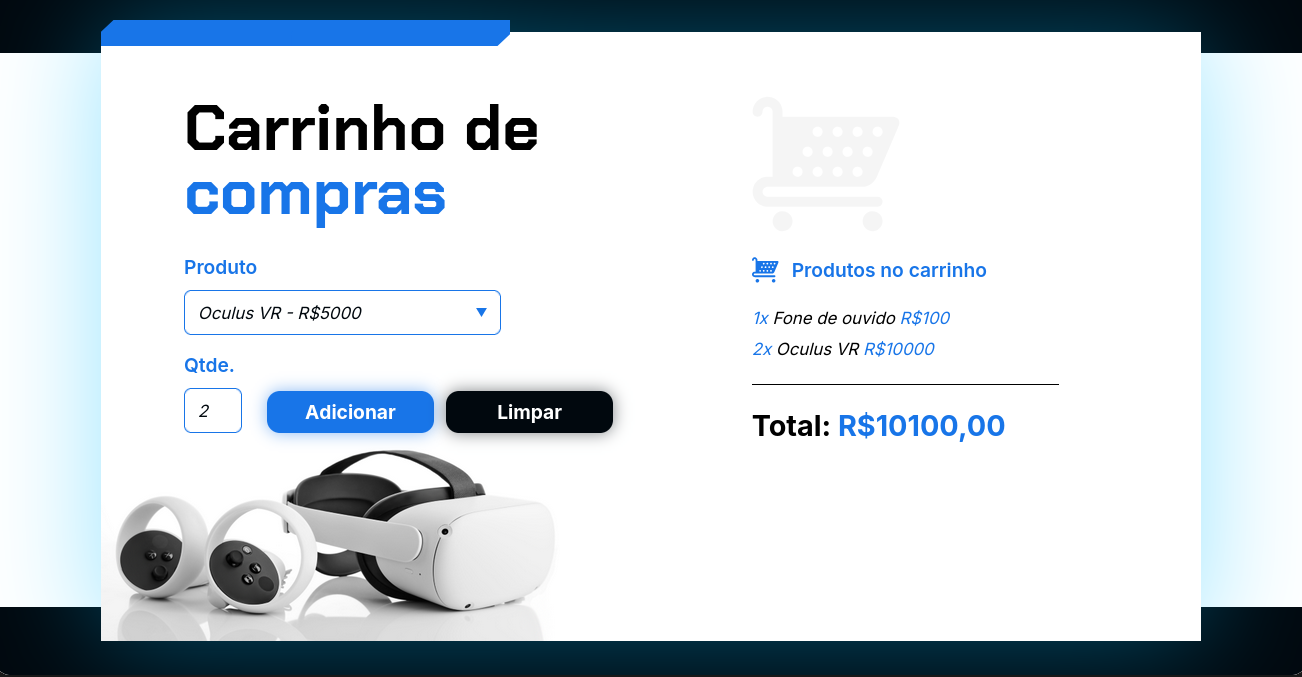 Carrinho de
compras
Produto
Oculus VR - R$5000
Qtde.
2
Adicionar
Limpar
Produtos no carrinho
1x Fone de ouvido R$100
2x Oculus VR R$10000
Total: R$10100,00